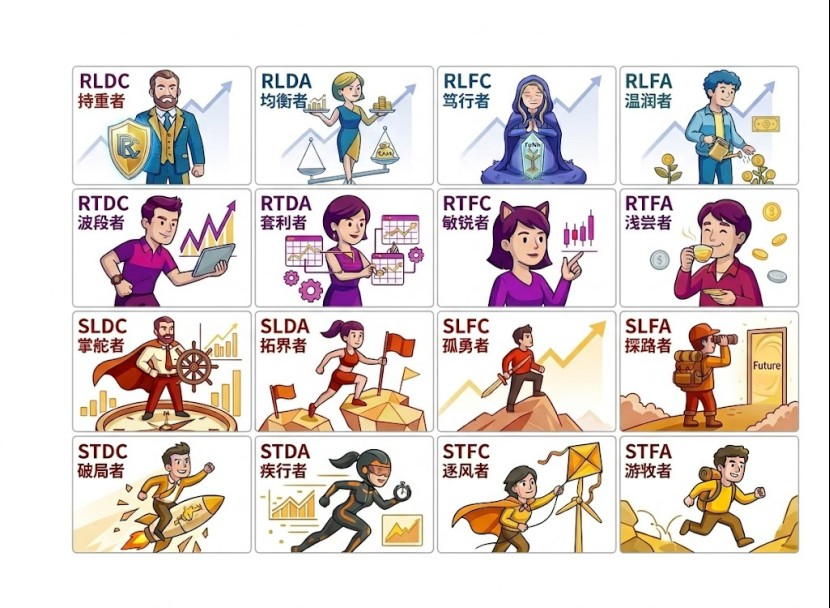 RLDC
持重者
R
RLDA
均衡者
RLFC
笃行者
RLFA
温润者
RTDC
波段者
RTDA
套利者
RTFC
敏锐者
RTFA
浅尝者
$
$
SLDC
掌舵者
SLDA
拓界者
SLFC
孤勇者
SLFA
探路者
Future
STDC
破局者
STDA
疾行者
STFC
逐风者
STFA
游牧者